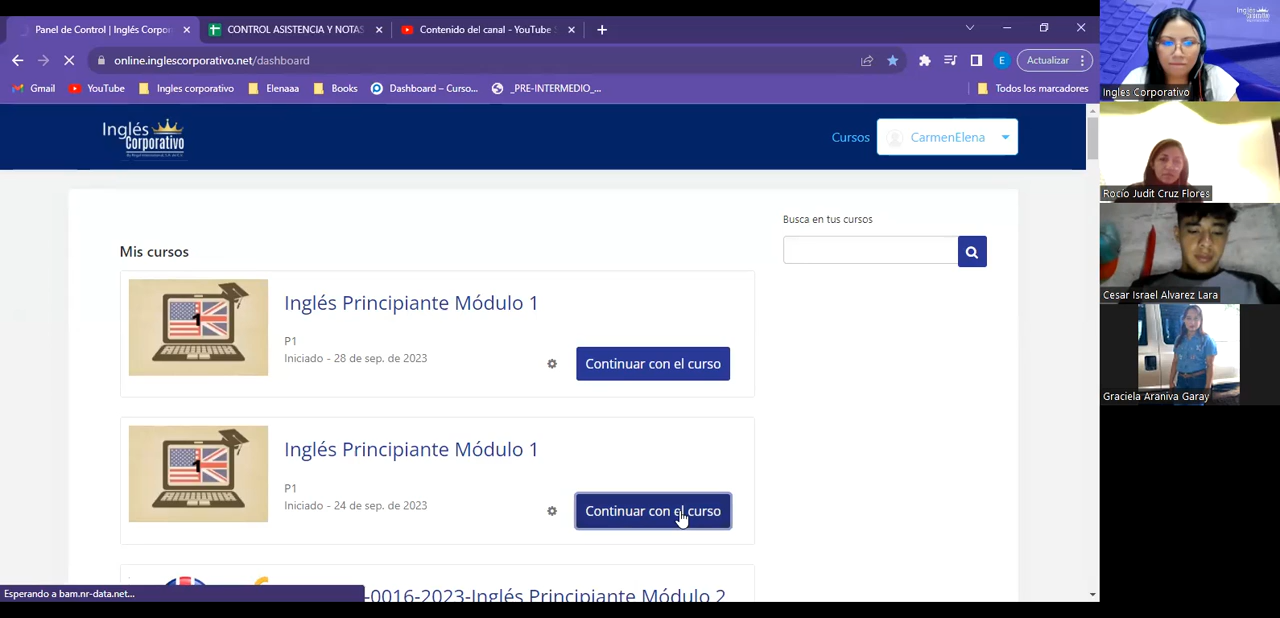 Panel de Control | Inglés Corpor
CONTROL ASISTENCIA Y NOTAS
Contenido del canal - YouTube
online.inglescorporativo.net/dashboard
E
Actualizar
Gmail
YouTube
Ingles corporativo
Elenaaa
Books
Dashboard – Curso...
_PRE-INTERMEDIO_...
Todos los marcadores
Inglés
Corporativo
Cursos
CarmenElena
Busca en tus cursos
Mis cursos
1
Inglés Principiante Módulo 1
P1
Iniciado - 28 de sep. de 2023
Continuar con el curso
1
Inglés Principiante Módulo 1
P1
Iniciado - 24 de sep. de 2023
Continuar con el curso
-0016-2023-Inglés Principiante Módulo 2
Esperando a bam.nr-data.net...
Ingles Corporativo
Rocío Judit Cruz Flores
Cesar Israel Alvarez Lara
Graciela Araniva Garay